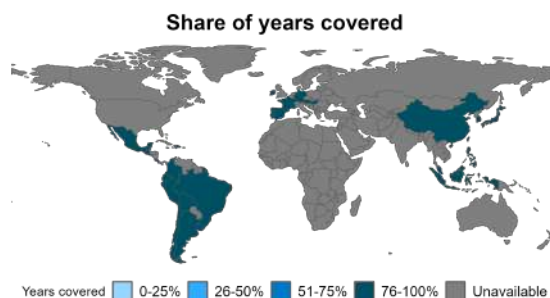 Share of years covered
Years covered 0-25% 26-50% 51-75% 76-100% Unavailable